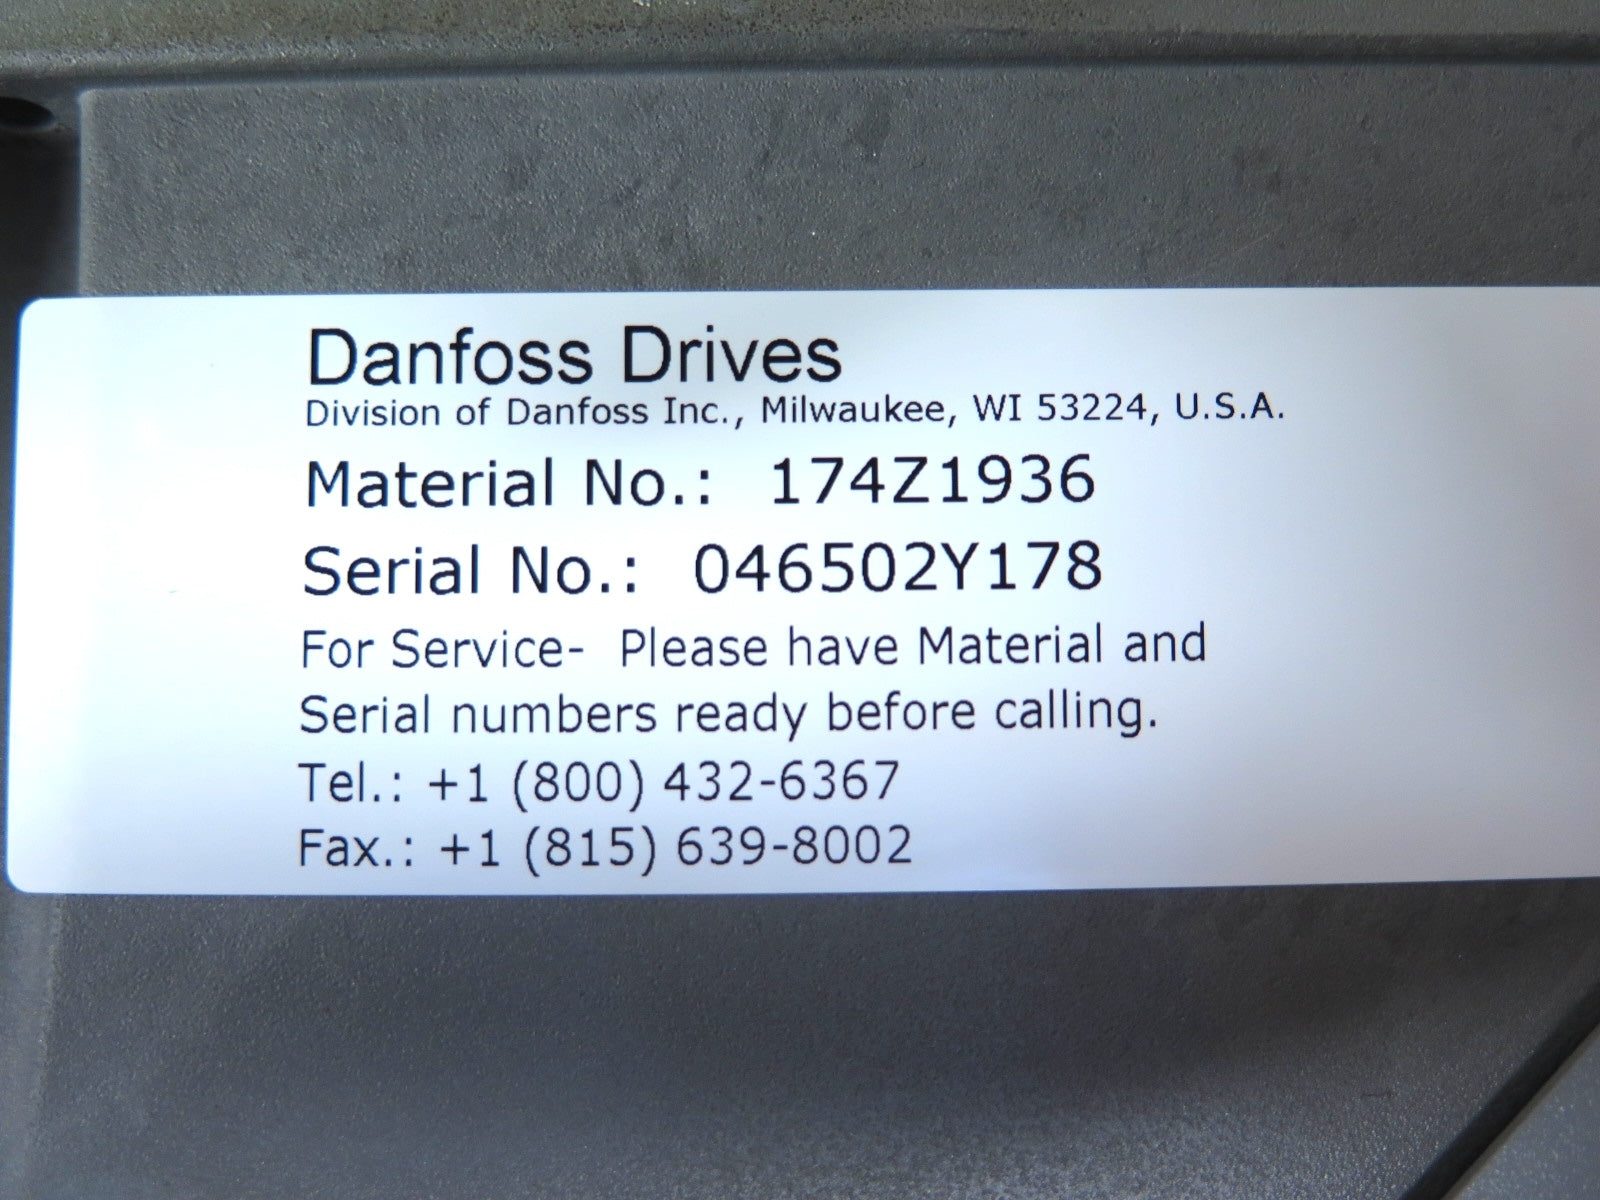 Danfoss Drives
Division of Danfoss Inc., Milwaukee, WI 53224, U.S.A.
Material No.: 174Z1936
Serial No.: 046502Y178
For Service- Please have Material and
Serial numbers ready before calling.
Tel.: +1 (800) 432-6367
Fax.: +1 (815) 639-8002